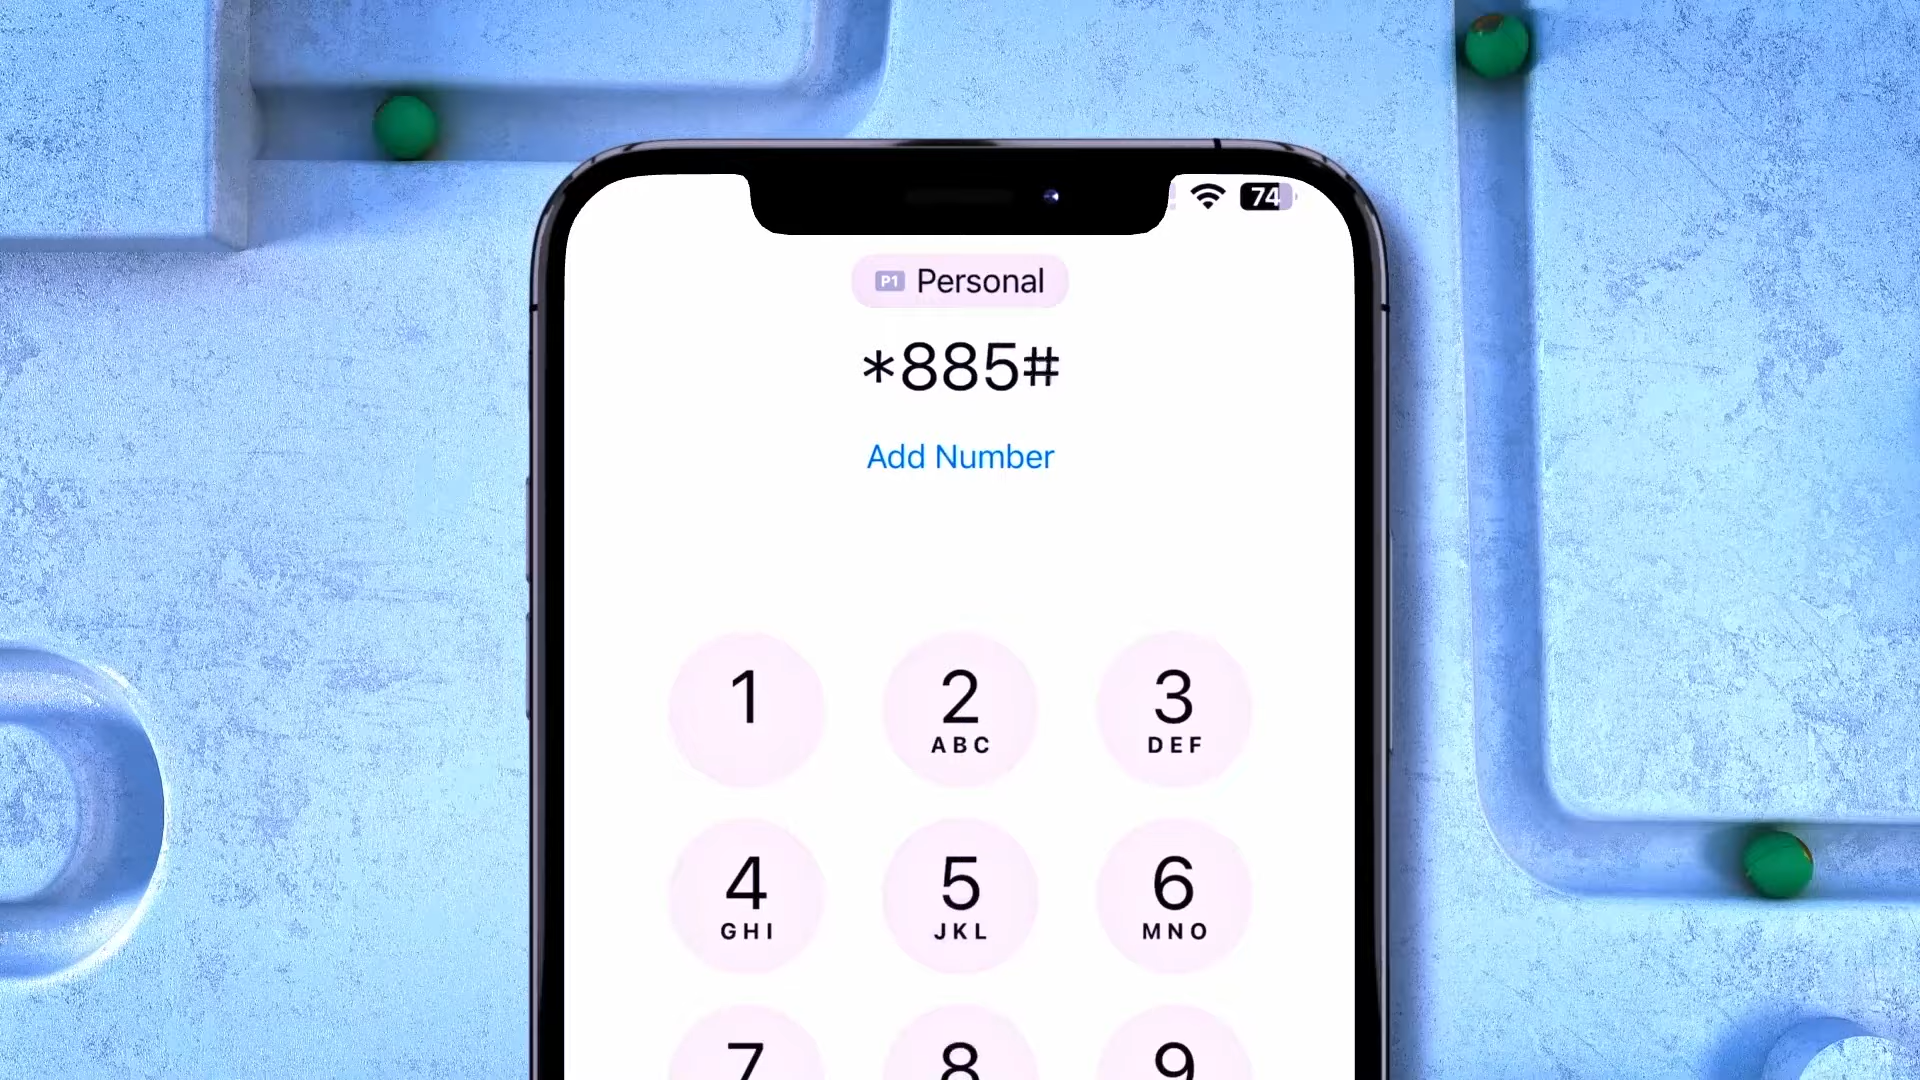 74
P1 Personal
*885#
Add Number
1 2 3
ABC DEF
4 5 6
GHI JKL MNO
7 8 9